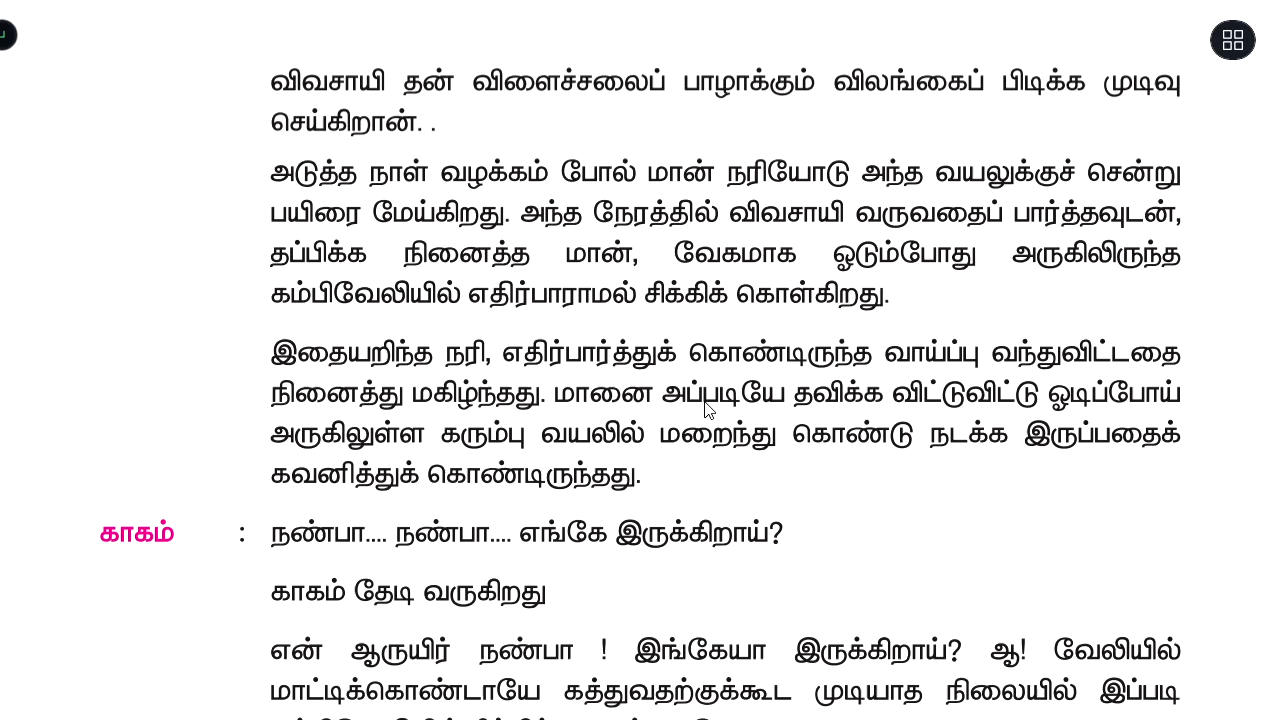 விவசாயி தன் விளைச்சலைப் பாழாக்கும் விலங்கைப் பிடிக்க முடிவு
செய்கிறான். .
அடுத்த நாள் வழக்கம் போல் மான் நரியோடு அந்த வயலுக்குச் சென்று
பயிரை மேய்கிறது. அந்த நேரத்தில் விவசாயி வருவதைப் பார்த்தவுடன்,
தப்பிக்க நினைத்த மான், வேகமாக ஓடும்போது அருகிலிருந்த
கம்பிவேலியில் எதிர்பாராமல் சிக்கிக் கொள்கிறது.
இதையறிந்த நரி, எதிர்பார்த்துக் கொண்டிருந்த வாய்ப்பு வந்துவிட்டதை
நினைத்து மகிழ்ந்தது. மானை அப்படியே தவிக்க விட்டுவிட்டு ஓடிப்போய்
அருகிலுள்ள கரும்பு வயலில் மறைந்து கொண்டு நடக்க இருப்பதைக்
கவனித்துக் கொண்டிருந்தது.
காகம் : நண்பா.... நண்பா.... எங்கே இருக்கிறாய்?
காகம் தேடி வருகிறது
என் ஆருயிர் நண்பா ! இங்கேயா இருக்கிறாய்? ஆ! வேலியில்
மாட்டிக்கொண்டாயே கத்துவதற்குக்கூட முடியாத நிலையில் இப்படி